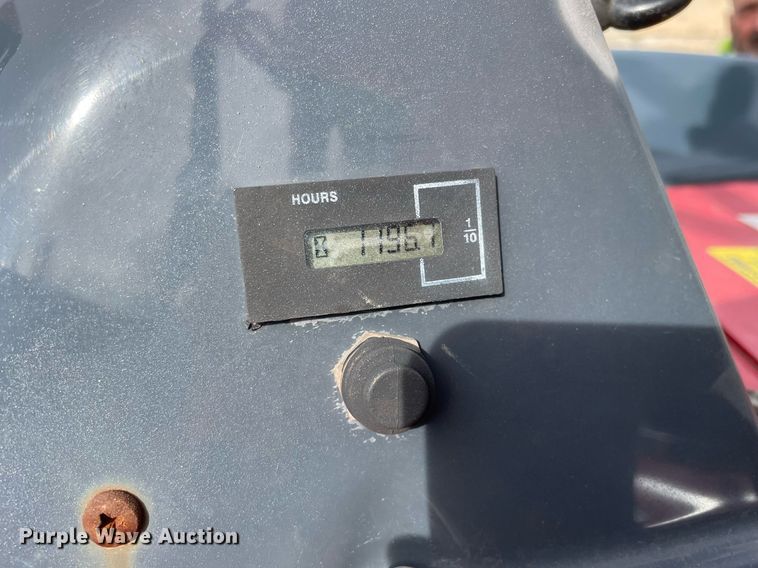 HOURS
1196.1
1/10
Purple Wave Auction